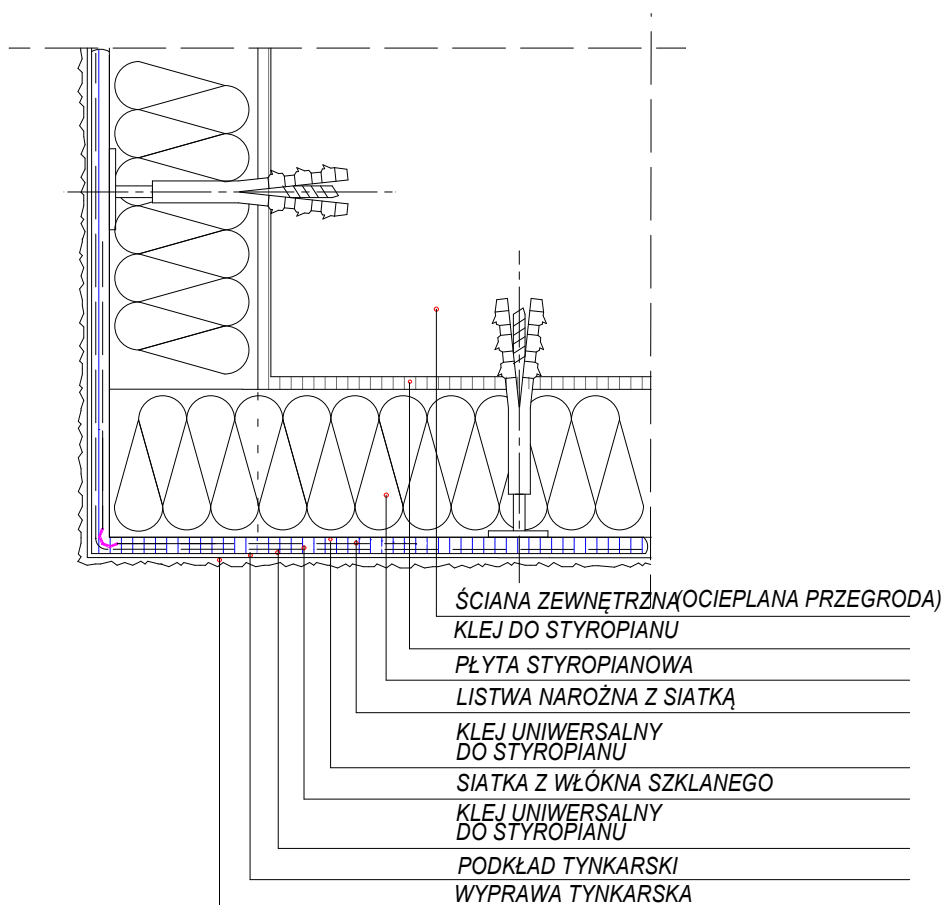 ŚCIANA ZEWNĘTRZNA(OCIEPLANA PRZEGRODA)
KLEJ DO STYROPIANU
PŁYTA STYROPIANOWA
LISTWA NAROŻNA Z SIATKĄ
KLEJ UNIWERSALNY
DO STYROPIANU
SIATKA Z WŁÓKNA SZKLANEGO
KLEJ UNIWERSALNY
DO STYROPIANU
PODKŁAD TYNKARSKI
WYPRAWA TYNKARSKA